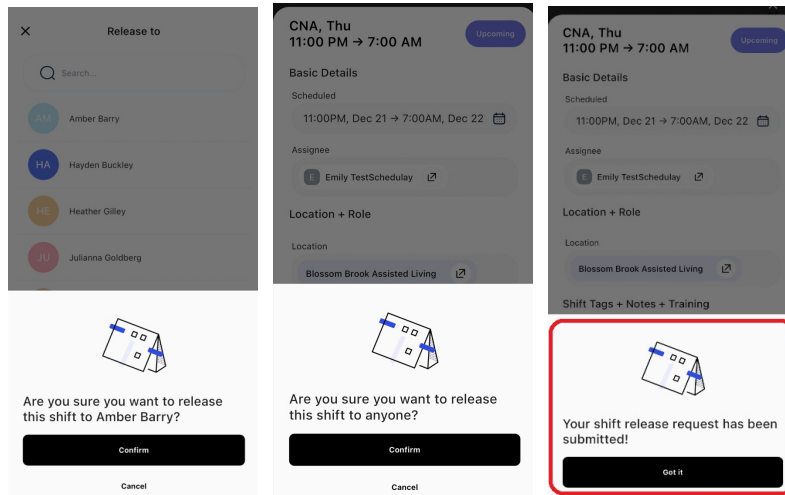 Release to
Search...
AM
Amber Barry
HA
Hayden Buckley
HE
Heather Gilley
JU
Julianna Goldberg
Are you sure you want to release
this shift to Amber Barry?
Confirm
Cancel
CNA, Thu
11:00 PM → 7:00 AM
Upcoming
Basic Details
Scheduled
11:00PM, Dec 21 → 7:00AM, Dec 22
Assignee
E Emily TestSchedulay
Location + Role
Location
Blossom Brook Assisted Living
Are you sure you want to release
this shift to anyone?
Confirm
Cancel
CNA, Thu
11:00 PM → 7:00 AM
Upcoming
Basic Details
Scheduled
11:00PM, Dec 21 → 7:00AM, Dec 22
Assignee
E Emily TestSchedulay
Location + Role
Location
Blossom Brook Assisted Living
Shift Tags + Notes + Training
Your shift release request has been
submitted!
Got it